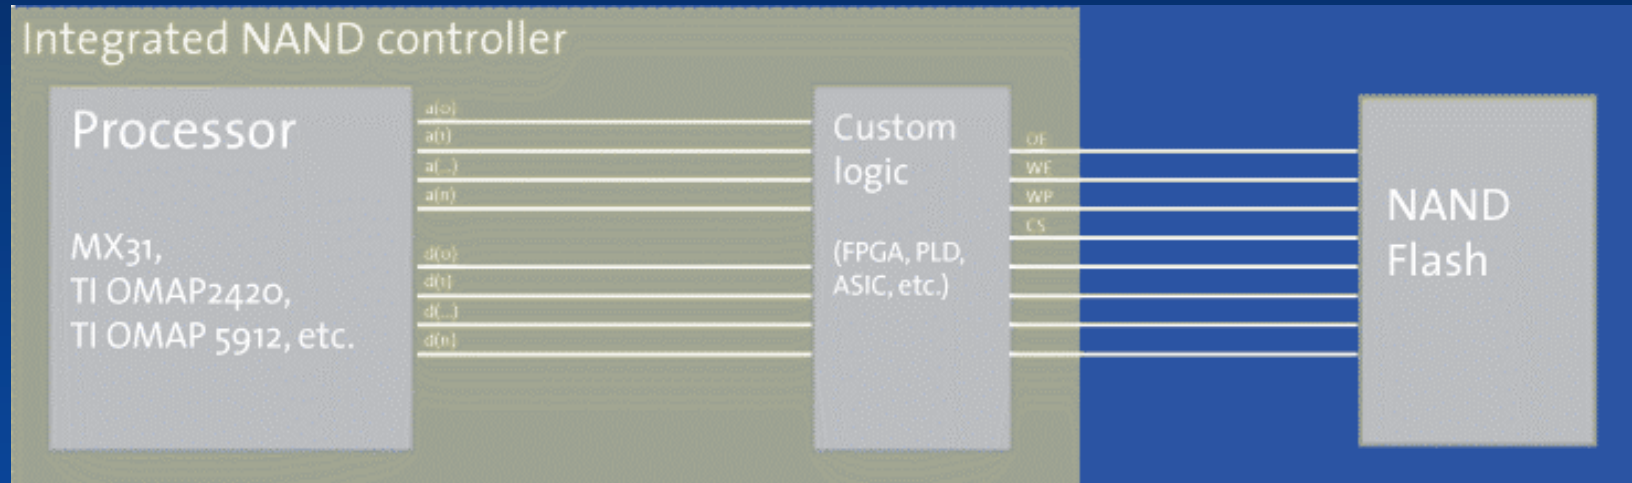 Integrated NAND controller
Processor
MX31,
TI OMAP2420,
TI OMAP 5912, etc.
a(0)
a(1)
a(...)
a(n)
d(0)
d(1)
d(...)
d(n)
Custom
logic
(FPGA, PLD,
ASIC, etc.)
OE
WE
WP
CS
NAND
Flash